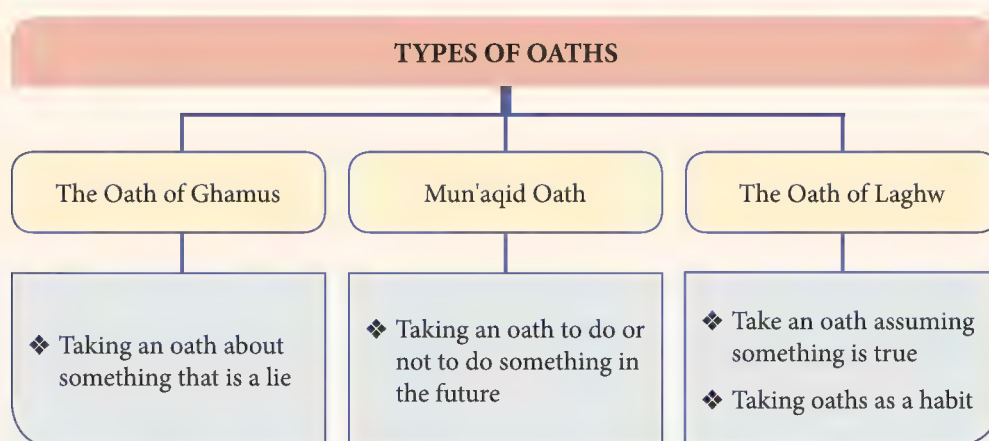 TYPES OF OATHS
The Oath of Ghamus
Mun'aqid Oath
The Oath of Laghw
❖ Taking an oath about
something that is a lie
❖ Taking an oath to do or
not to do something in
the future
❖ Take an oath assuming
something is true
❖ Taking oaths as a habit